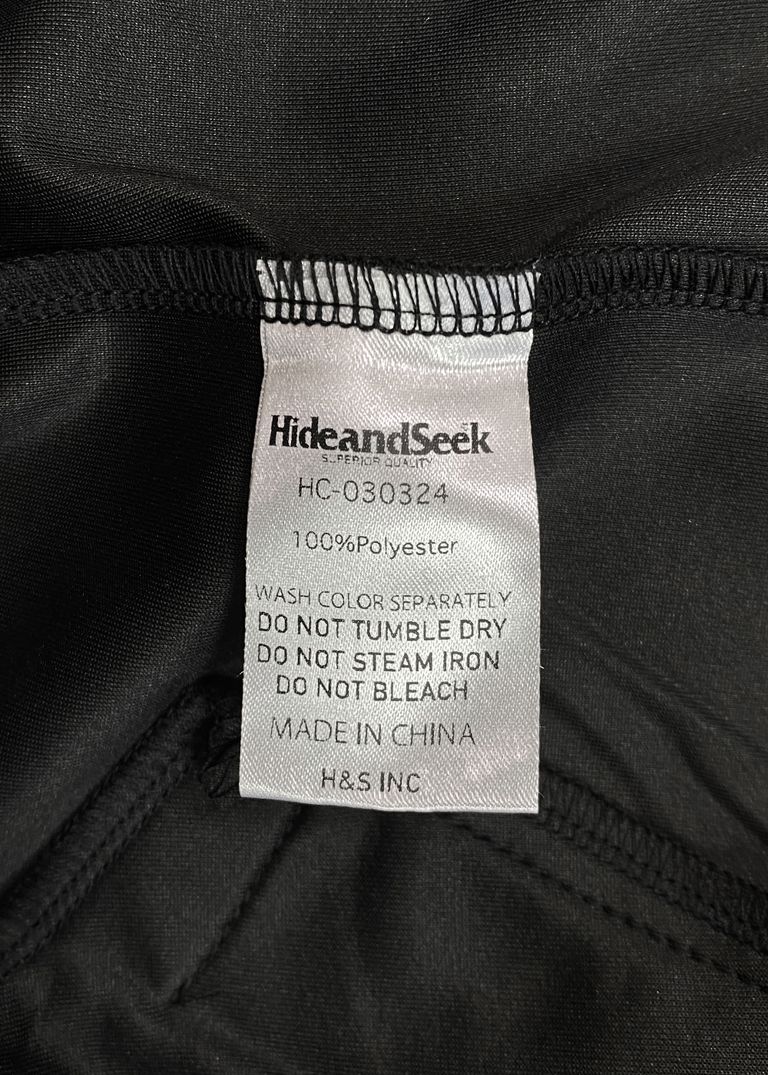 HideandSeek
SUPERIOR QUALITY
HC-030324
100%Polyester
WASH COLOR SEPARATELY
DO NOT TUMBLE DRY
DO NOT STEAM IRON
DO NOT BLEACH
MADE IN CHINA
H&S INC